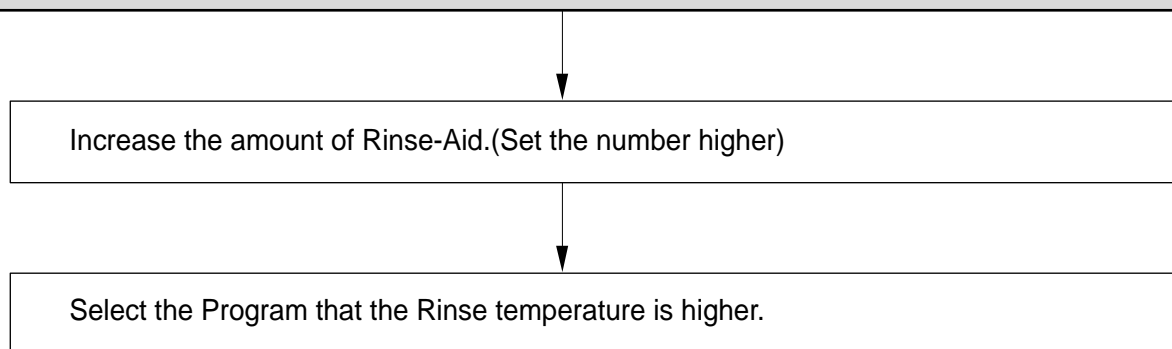 Increase the amount of Rinse-Aid.(Set the number higher)
Select the Program that the Rinse temperature is higher.